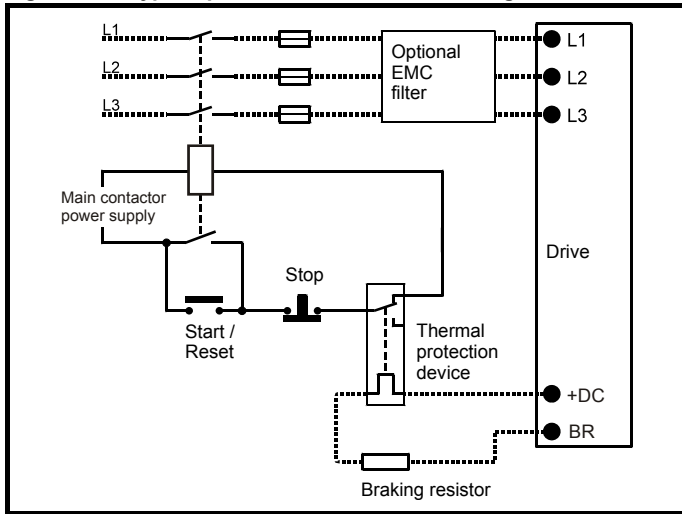 L1
L2
L3
Optional
EMC
filter
L1
L2
L3
Main contactor
power supply
Drive
Stop
Start /
Reset
Thermal
protection
device
+DC
BR
Braking resistor